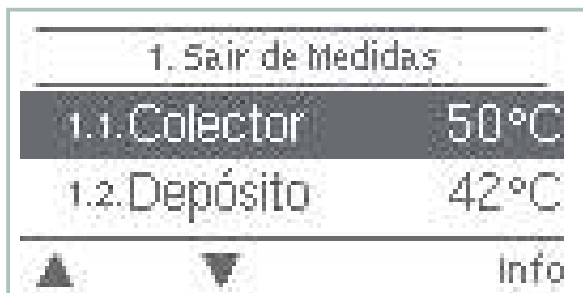 1. Sair de Medidas
1.1.Colector 50°C
1.2.Depósito 42°C
Info